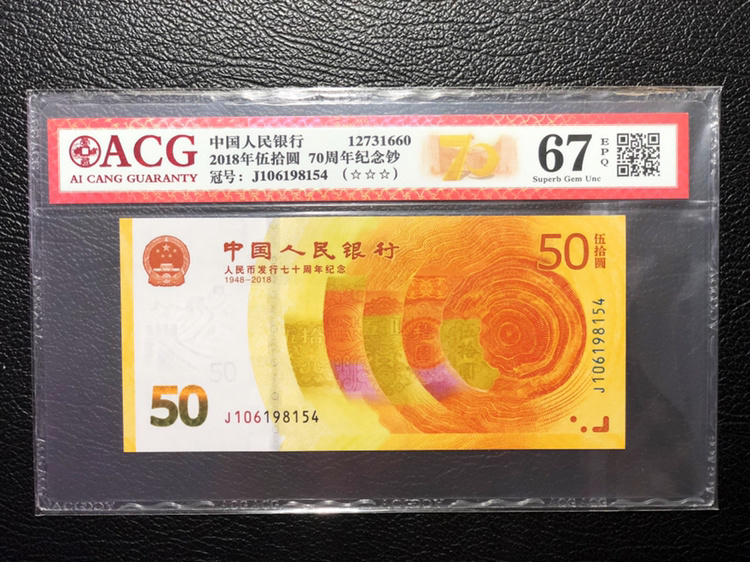 ACG
AI CANG GUARANTY
中国人民银行 12731660
2018年伍拾圆 70周年纪念钞
冠号：J106198154 （☆☆☆）
70
67 EPQ
Superb Gem Unc
中国人民银行
人民币发行七十周年纪念
1948-2018
50 伍拾圆
50
50
J106198154
J106198154